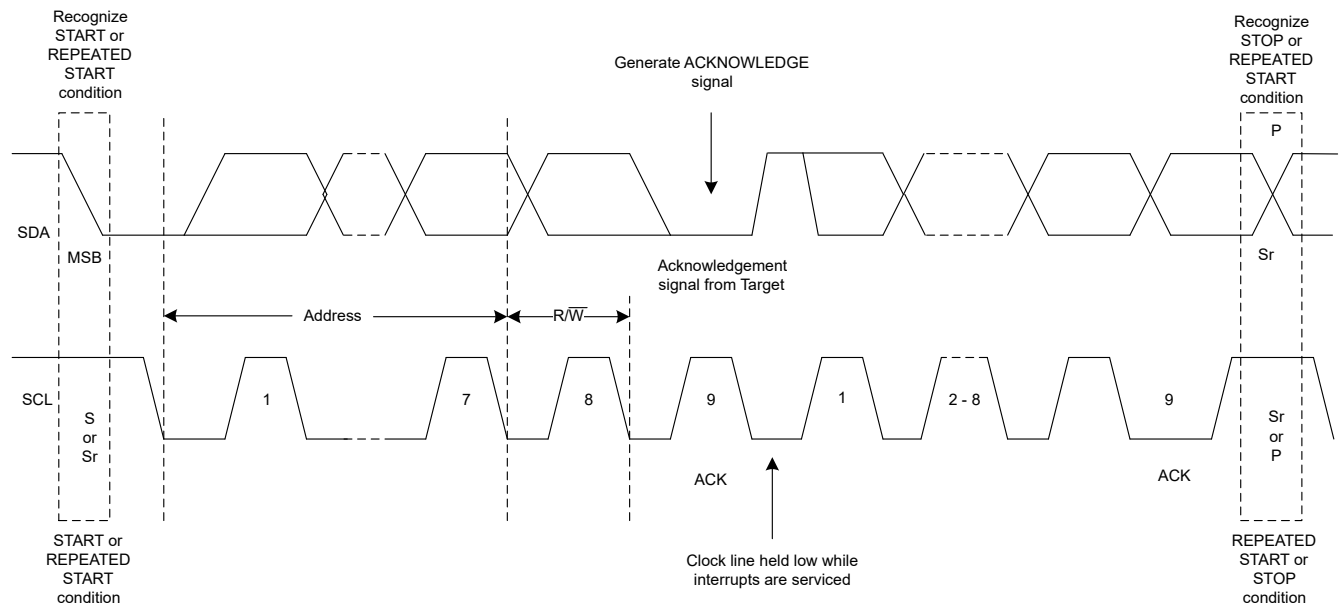 Recognize
START or
REPEATED
START
condition
Generate ACKNOWLEDGE
signal
Recognize
STOP or
REPEATED
START
condition
P
SDA
MSB
Acknowledgement
signal from Target
Sr
Address
R/W̅
SCL
S
or
Sr
1
7
8
9
1
2 - 8
9
Sr
or
P
ACK
ACK
START or
REPEATED
START
condition
Clock line held low while
interrupts are serviced
REPEATED
START or
STOP
condition